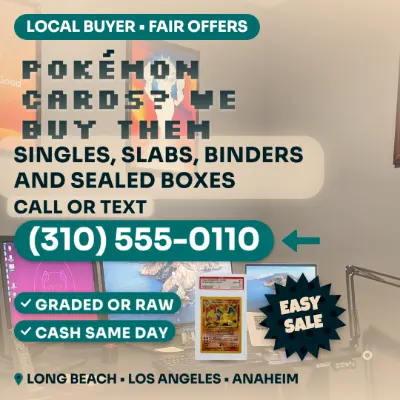 LOCAL BUYER • FAIR OFFERS
POKÉMON
CARDS? WE
BUY THEM
SINGLES, SLABS, BINDERS
AND SEALED BOXES
CALL OR TEXT
(310) 555-0110
✓ GRADED OR RAW
✓ CASH SAME DAY
EASY
SALE
LONG BEACH • LOS ANGELES • ANAHEIM